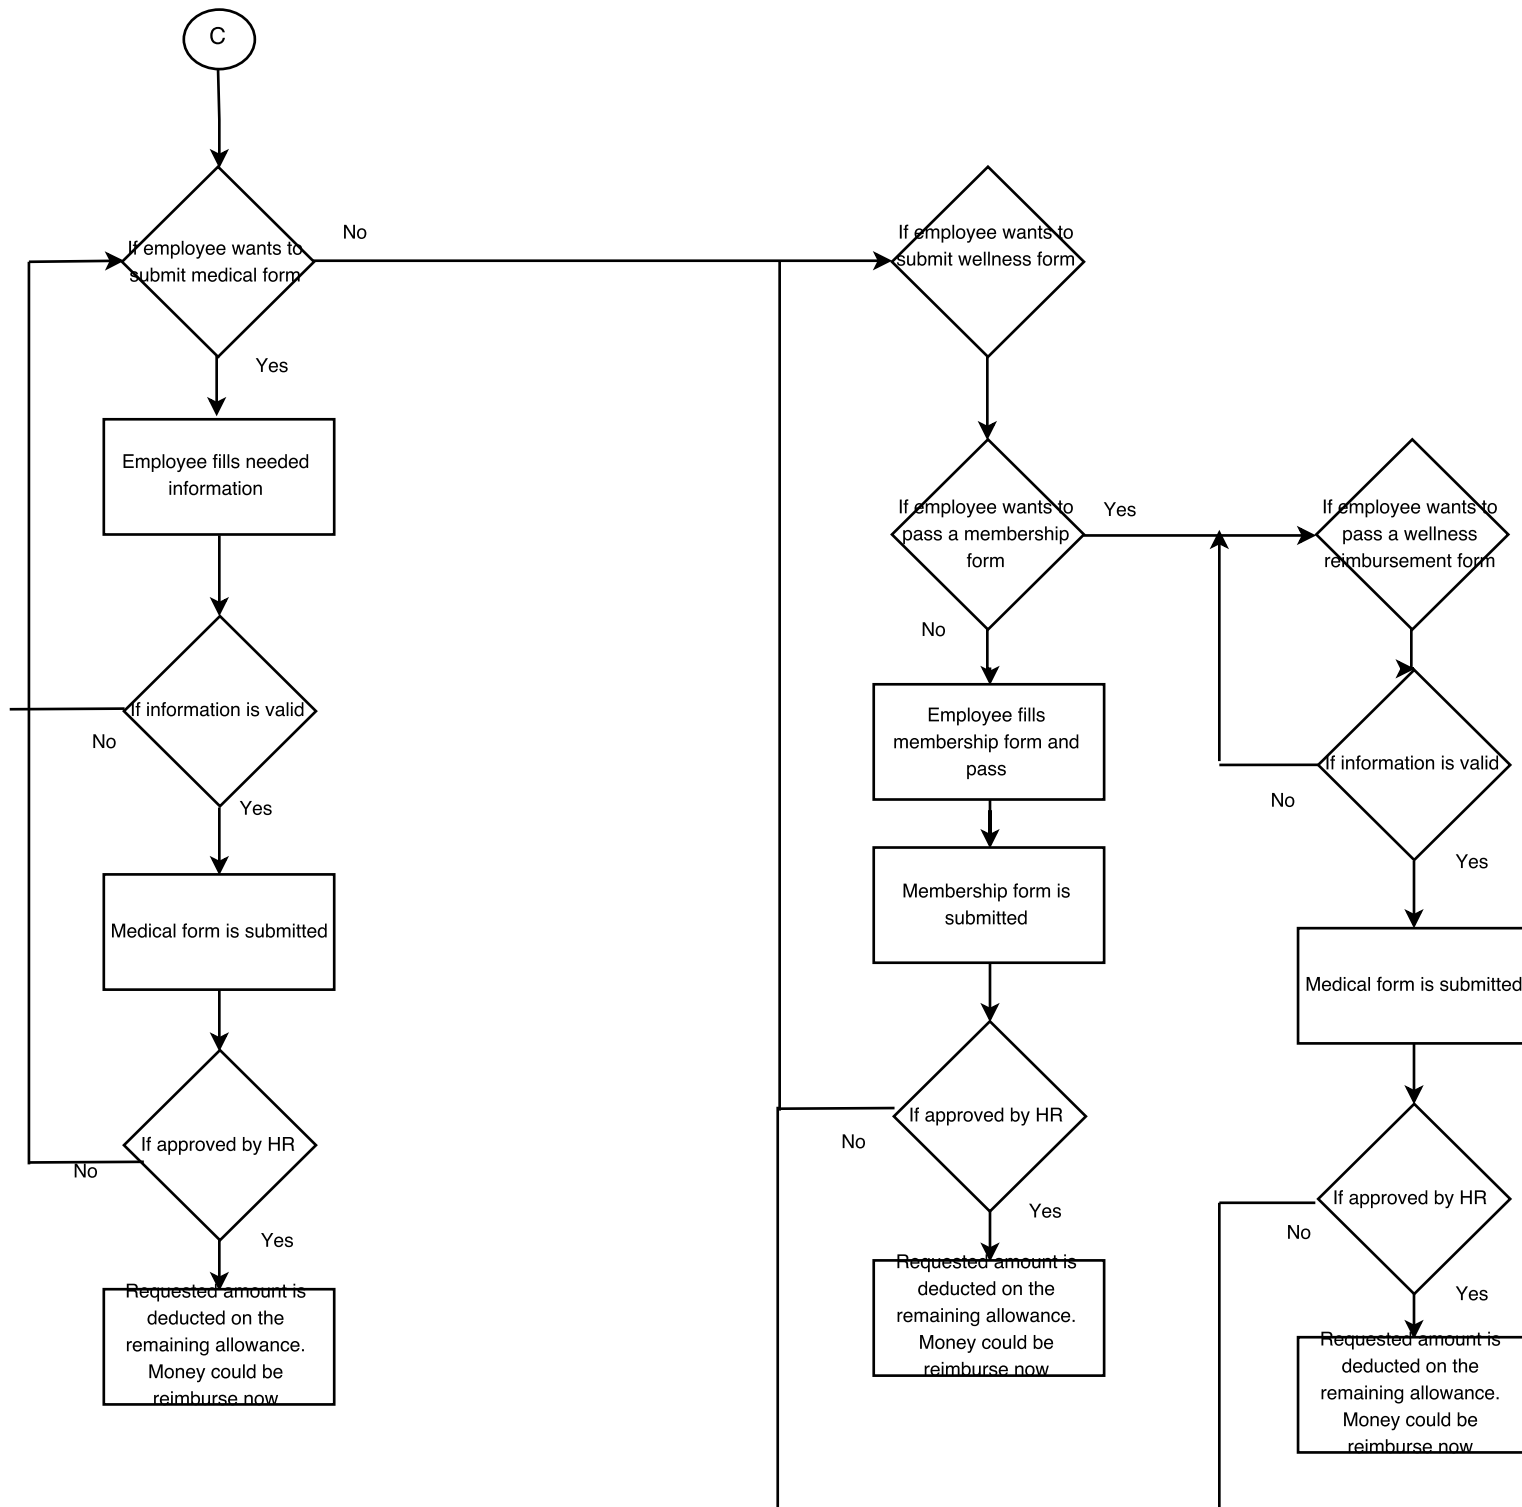 C
If employee wants to
submit medical form
No
Yes
Employee fills needed
information
If information is valid
No
Yes
Medical form is submitted
If approved by HR
No
Yes
Requested amount is
deducted on the
remaining allowance.
Money could be
reimburse now
If employee wants to
submit wellness form
If employee wants to
pass a membership
form
Yes
No
Employee fills
membership form and
pass
Membership form is
submitted
If approved by HR
No
Yes
Requested amount is
deducted on the
remaining allowance.
Money could be
reimburse now
If employee wants to
pass a wellness
reimbursement form
If information is valid
No
Yes
Medical form is submitted
If approved by HR
No
Yes
Requested amount is
deducted on the
remaining allowance.
Money could be
reimburse now